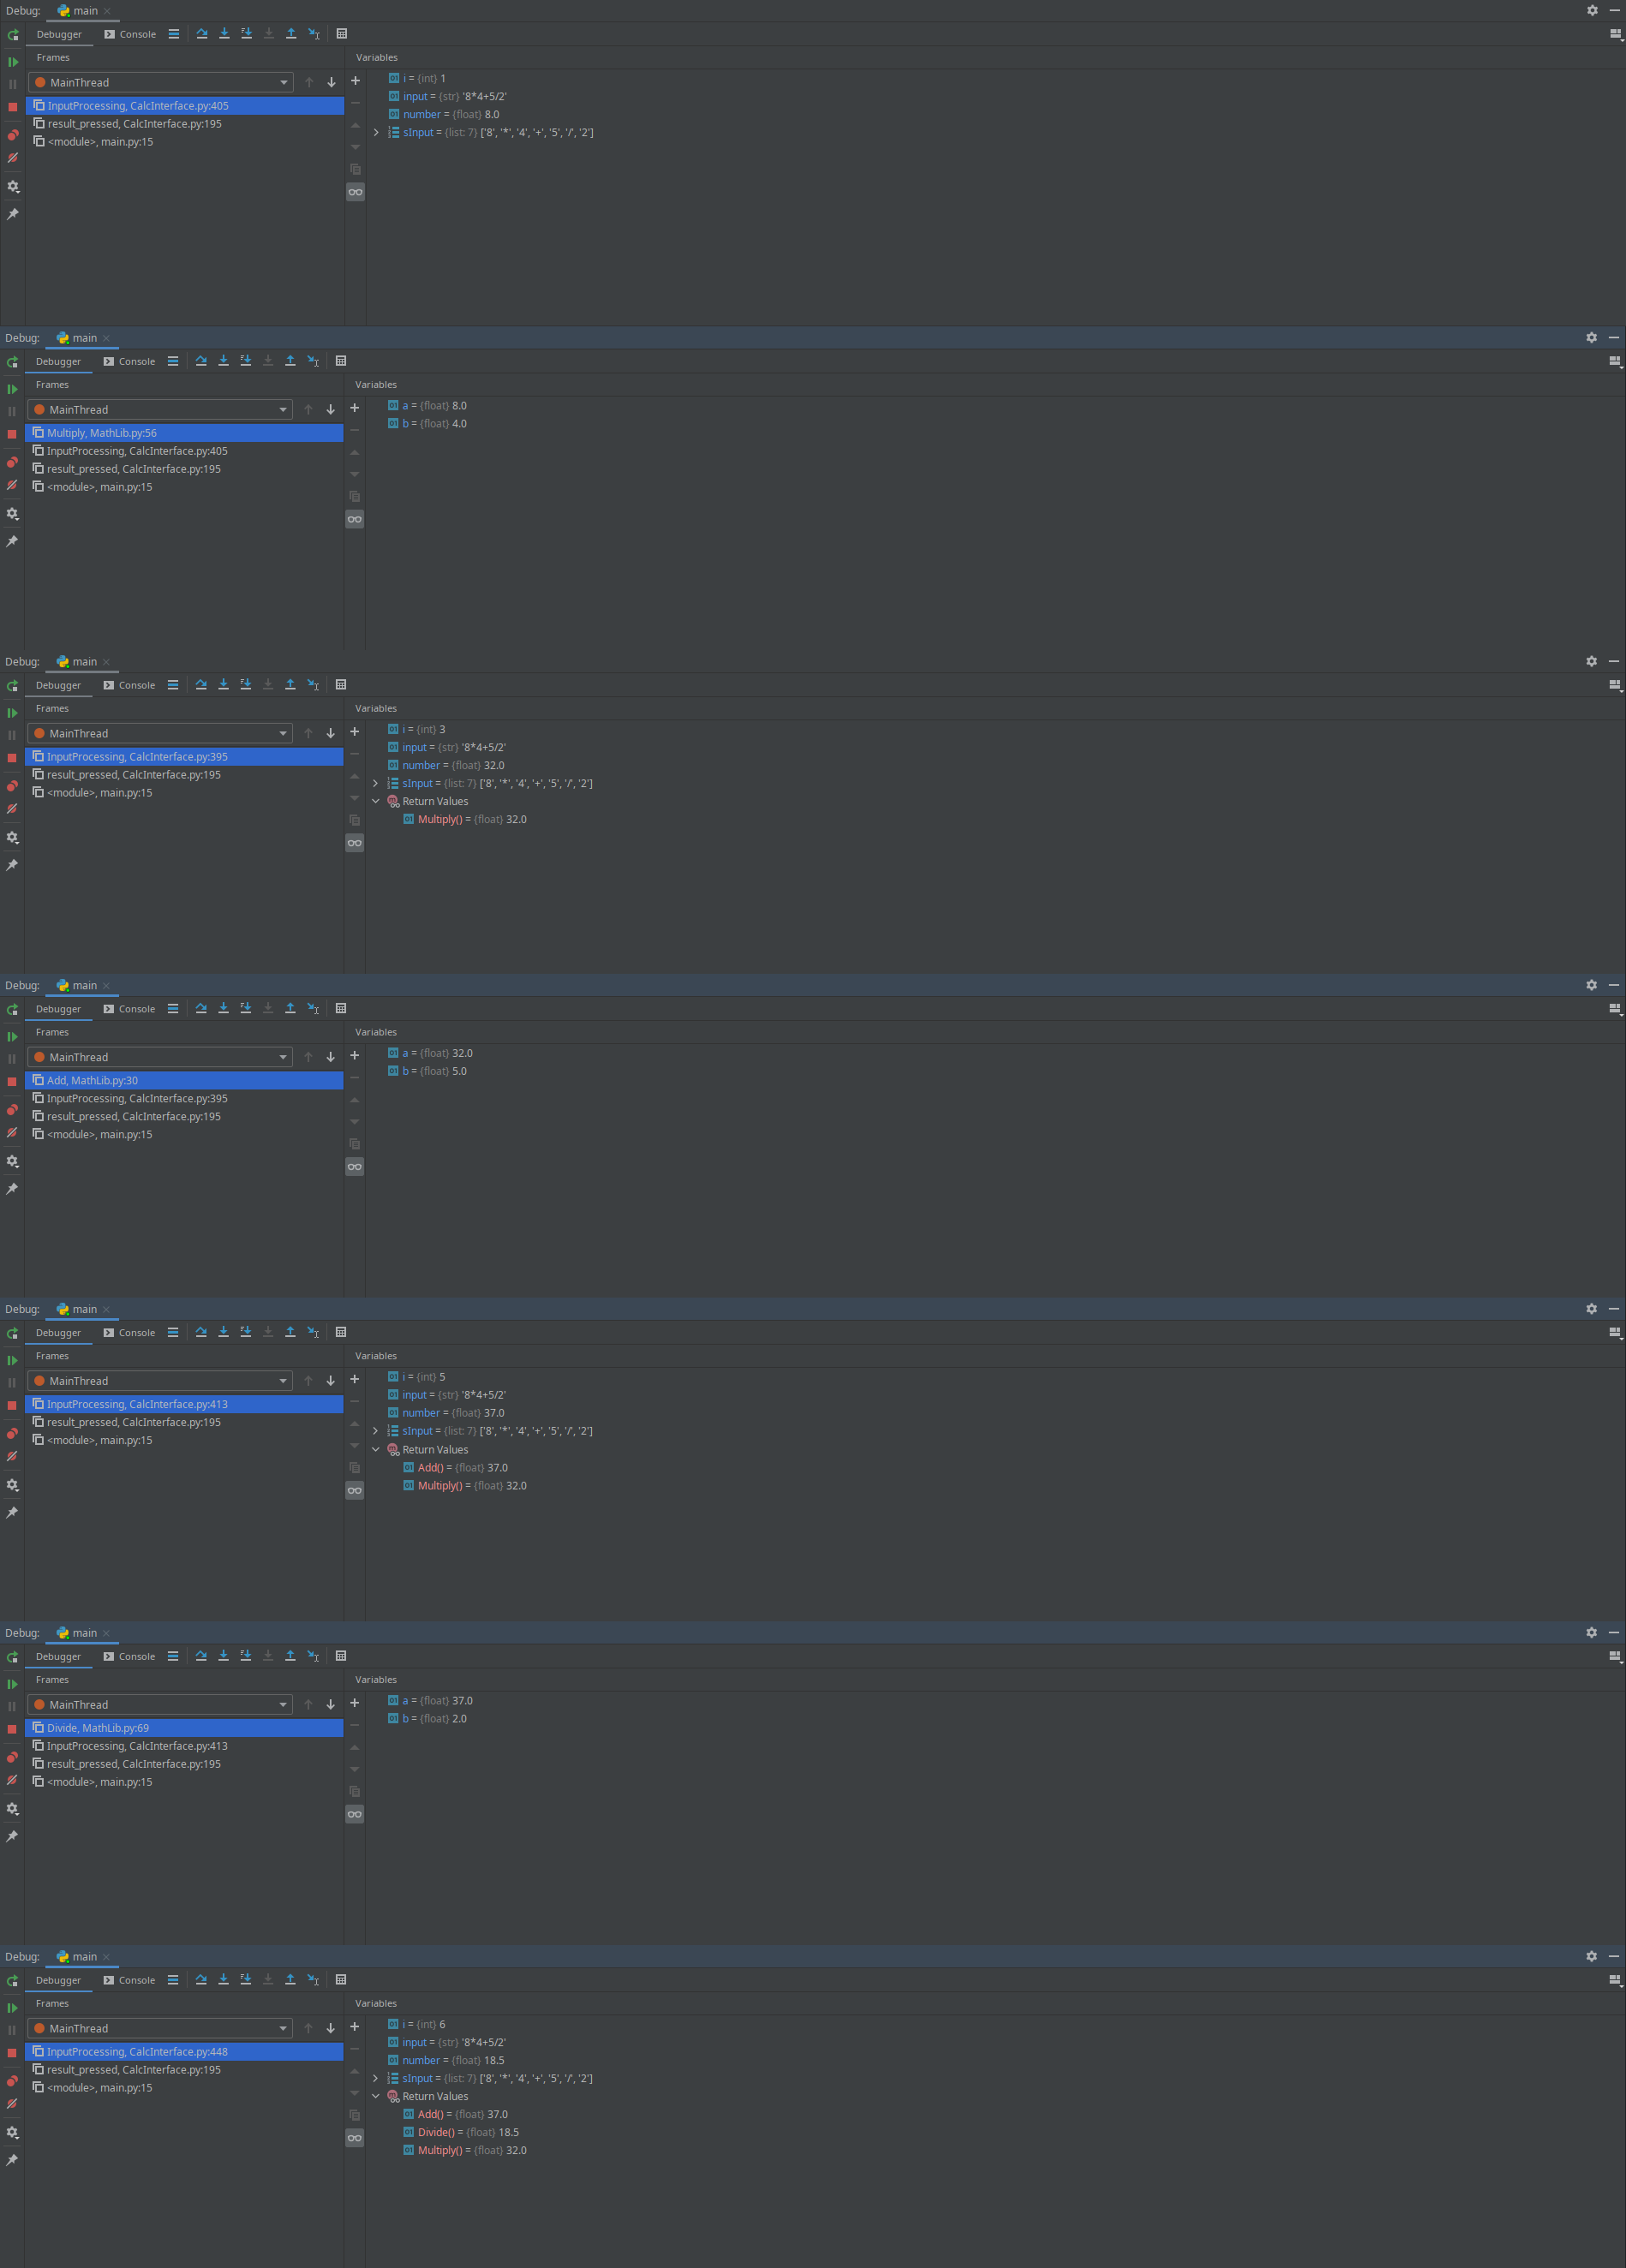 Debug: main
Debugger Console
Frames Variables
MainThread
i = {int} 1
InputProcessing, CalcInterface.py:405
input = {str} '8*4+5/2'
result_pressed, CalcInterface.py:195
number = {float} 8.0
<module>, main.py:15
sInput = {list: 7} ['8', '*', '4', '+', '5', '/', '2']
Debug: main
Debugger Console
Frames Variables
MainThread
a = {float} 8.0
Multiply, MathLib.py:56
b = {float} 4.0
InputProcessing, CalcInterface.py:405
result_pressed, CalcInterface.py:195
<module>, main.py:15
Debug: main
Debugger Console
Frames Variables
MainThread
i = {int} 3
InputProcessing, CalcInterface.py:395
input = {str} '8*4+5/2'
result_pressed, CalcInterface.py:195
number = {float} 32.0
<module>, main.py:15
sInput = {list: 7} ['8', '*', '4', '+', '5', '/', '2']
Return Values
Multiply() = {float} 32.0
Debug: main
Debugger Console
Frames Variables
MainThread
a = {float} 32.0
Add, MathLib.py:30
b = {float} 5.0
InputProcessing, CalcInterface.py:395
result_pressed, CalcInterface.py:195
<module>, main.py:15
Debug: main
Debugger Console
Frames Variables
MainThread
i = {int} 5
InputProcessing, CalcInterface.py:413
input = {str} '8*4+5/2'
result_pressed, CalcInterface.py:195
number = {float} 37.0
<module>, main.py:15
sInput = {list: 7} ['8', '*', '4', '+', '5', '/', '2']
Return Values
Add() = {float} 37.0
Multiply() = {float} 32.0
Debug: main
Debugger Console
Frames Variables
MainThread
a = {float} 37.0
Divide, MathLib.py:69
b = {float} 2.0
InputProcessing, CalcInterface.py:413
result_pressed, CalcInterface.py:195
<module>, main.py:15
Debug: main
Debugger Console
Frames Variables
MainThread
i = {int} 6
InputProcessing, CalcInterface.py:448
input = {str} '8*4+5/2'
result_pressed, CalcInterface.py:195
number = {float} 18.5
<module>, main.py:15
sInput = {list: 7} ['8', '*', '4', '+', '5', '/', '2']
Return Values
Add() = {float} 37.0
Divide() = {float} 18.5
Multiply() = {float} 32.0